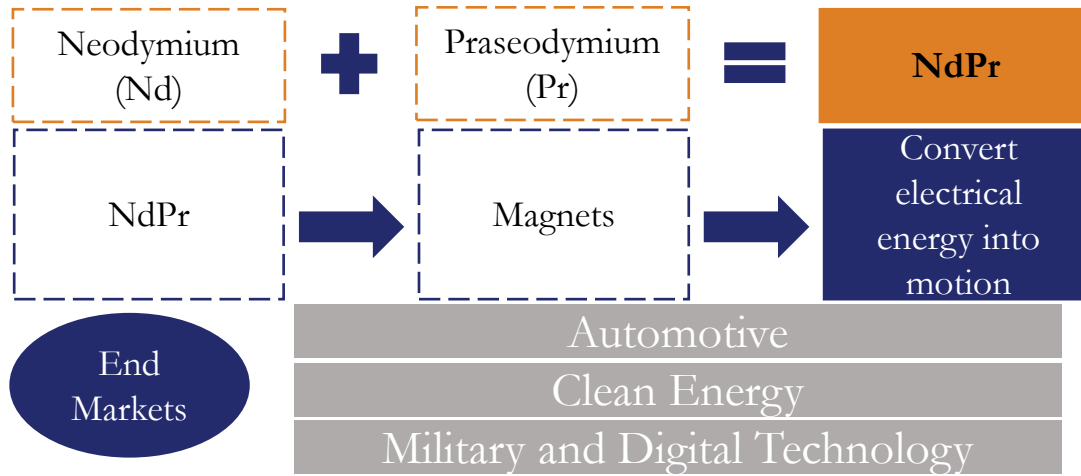 Neodymium
(Nd)
Praseodymium
(Pr)
NdPr
NdPr
Magnets
Convert
electrical
energy into
motion
End
Markets
Automotive
Clean Energy
Military and Digital Technology